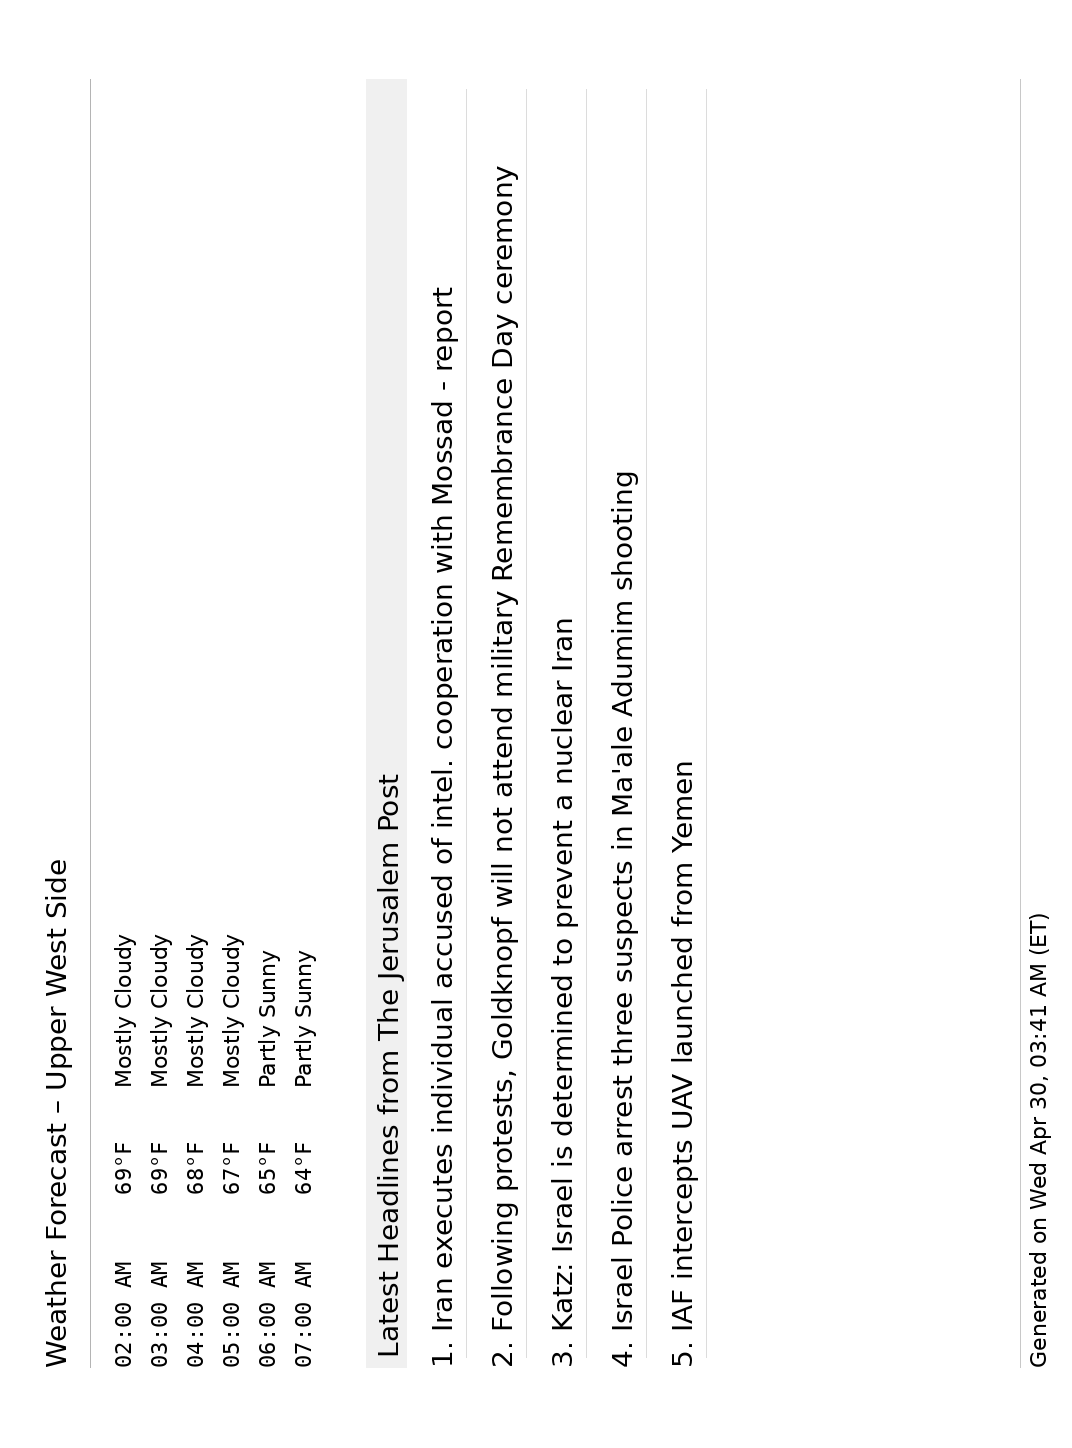 Weather Forecast – Upper West Side
02:00 AM 69°F Mostly Cloudy
03:00 AM 69°F Mostly Cloudy
04:00 AM 68°F Mostly Cloudy
05:00 AM 67°F Mostly Cloudy
06:00 AM 65°F Partly Sunny
07:00 AM 64°F Partly Sunny
Latest Headlines from The Jerusalem Post
1. Iran executes individual accused of intel. cooperation with Mossad - report
2. Following protests, Goldknopf will not attend military Remembrance Day ceremony
3. Katz: Israel is determined to prevent a nuclear Iran
4. Israel Police arrest three suspects in Ma'ale Adumim shooting
5. IAF intercepts UAV launched from Yemen
Generated on Wed Apr 30, 03:41 AM (ET)